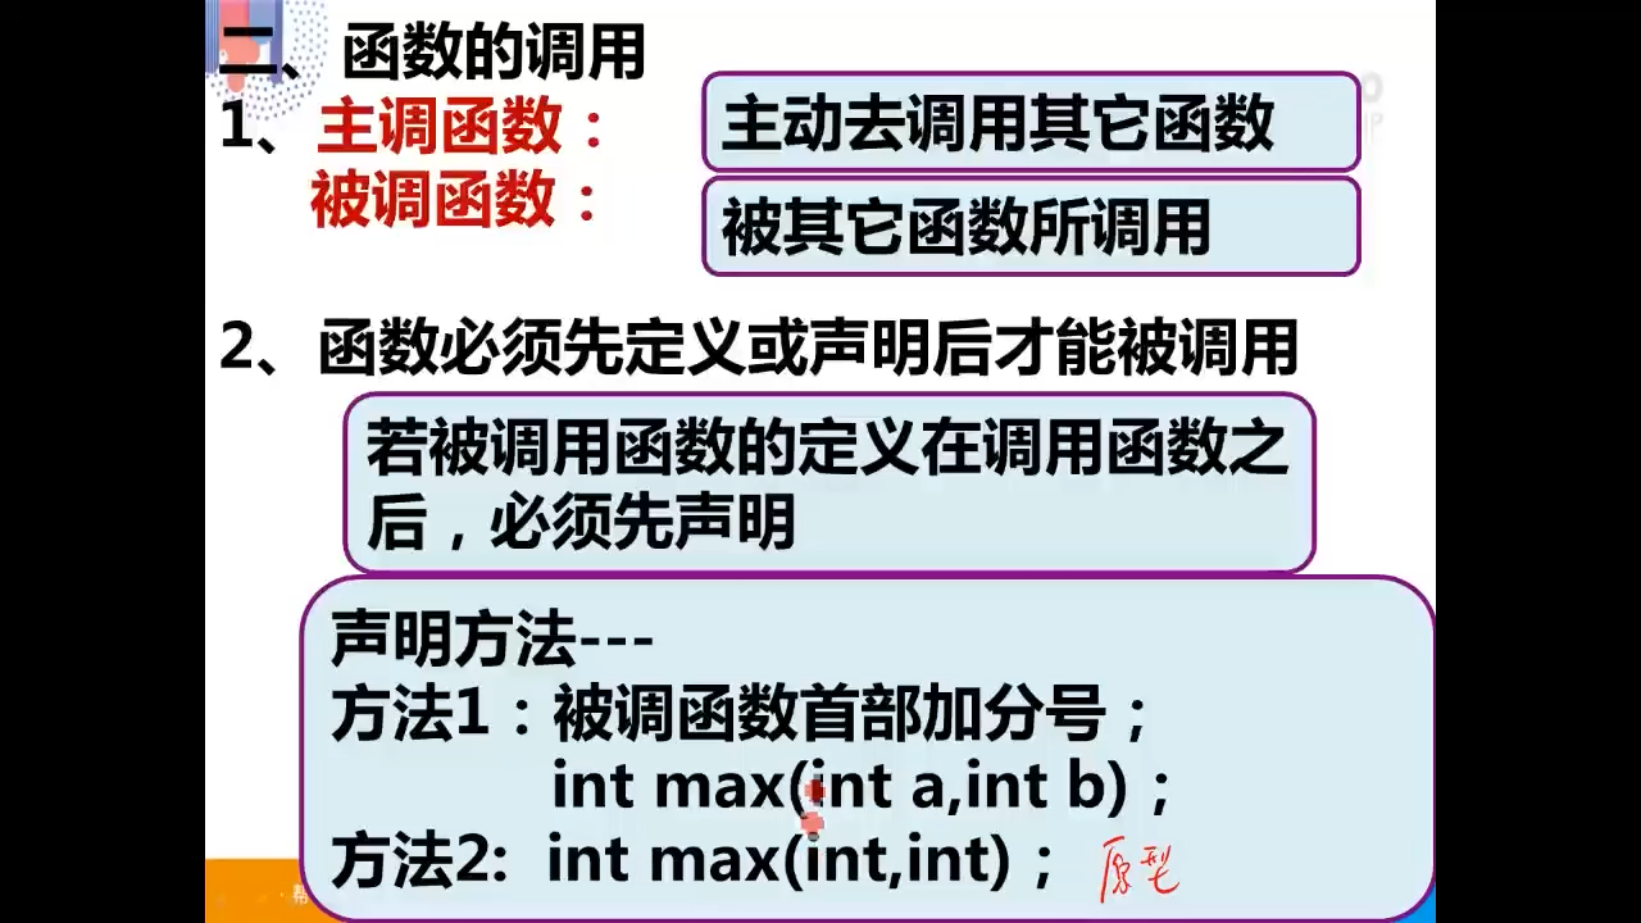 二、函数的调用
1、主调函数：
主动去调用其它函数
被调函数：
被其它函数所调用
2、函数必须先定义或声明后才能被调用
若被调用函数的定义在调用函数之
后，必须先声明
声明方法---
方法1：被调函数首部加分号；
int max(int a,int b)；
方法2: int max(int,int)；
原型
帮